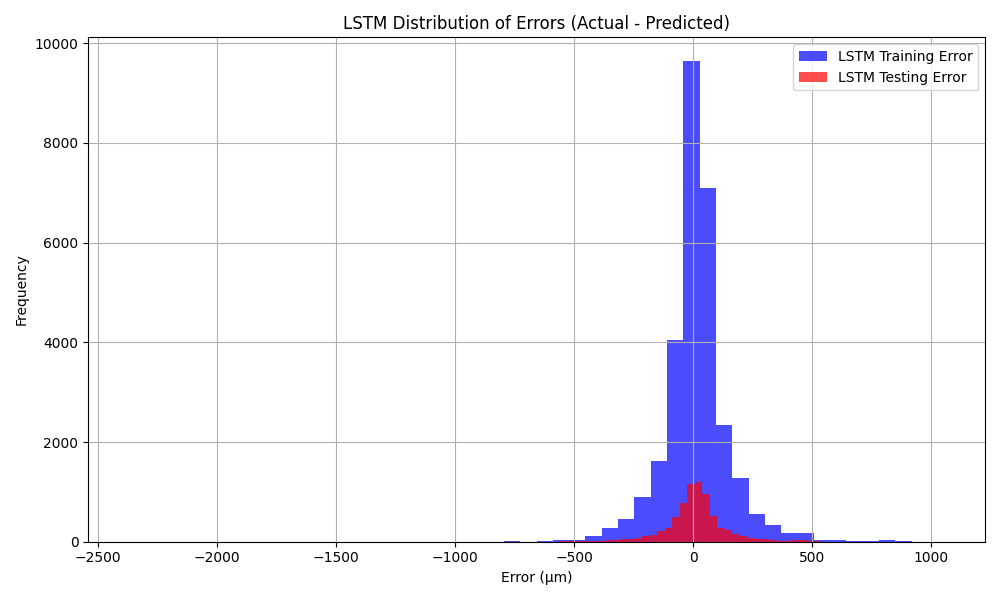 LSTM Distribution of Errors (Actual - Predicted)
LSTM Training Error
LSTM Testing Error
10000
8000
6000
4000
2000
0
Frequency
−2500
−2000
−1500
−1000
−500
0
500
1000
Error (μm)